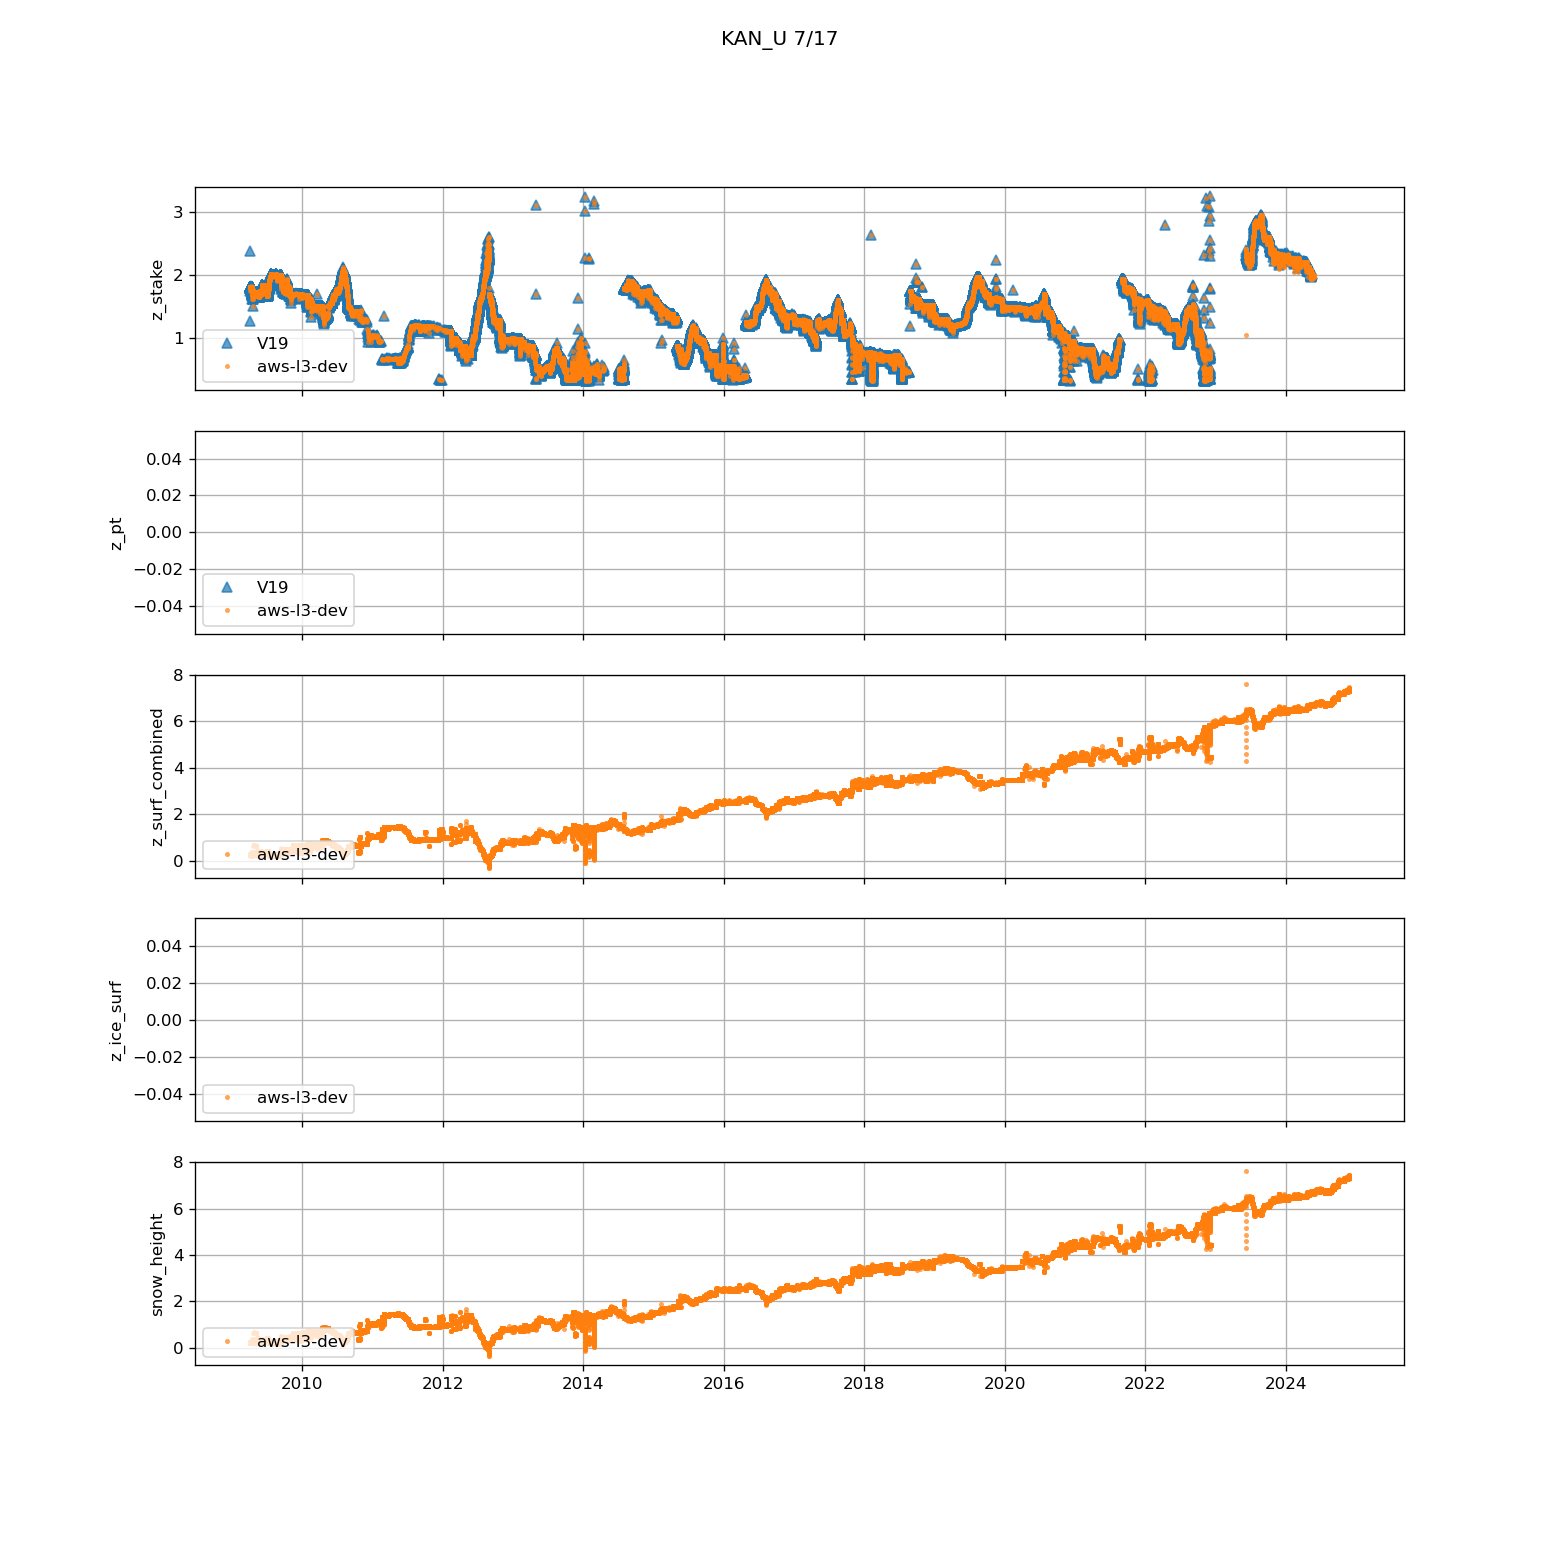 KAN_U 7/17
3
2
1
z_stake
V19
aws-l3-dev
0.04
0.02
0.00
−0.02
−0.04
z_pt
V19
aws-l3-dev
8
6
4
2
0
z_surf_combined
aws-l3-dev
0.04
0.02
0.00
−0.02
−0.04
z_ice_surf
aws-l3-dev
8
6
4
2
0
snow_height
aws-l3-dev
2010 2012 2014 2016 2018 2020 2022 2024